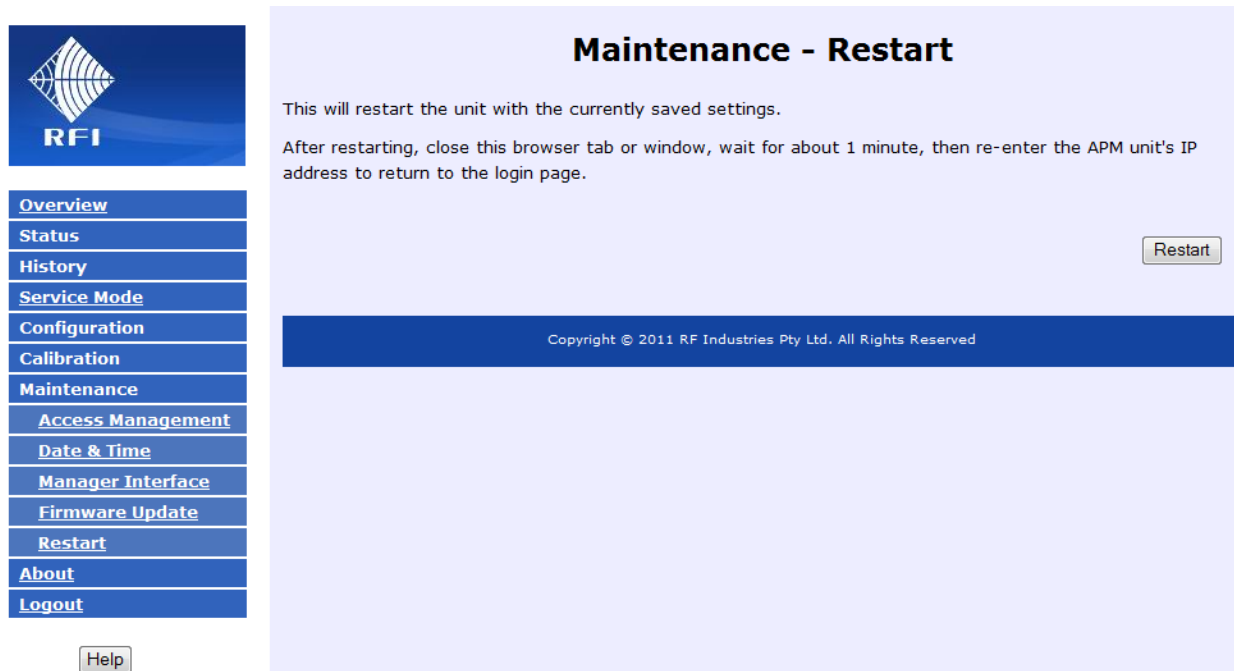 RFI
Overview
Status
History
Service Mode
Configuration
Calibration
Maintenance
Access Management
Date & Time
Manager Interface
Firmware Update
Restart
About
Logout
Help
Maintenance - Restart
This will restart the unit with the currently saved settings.
After restarting, close this browser tab or window, wait for about 1 minute, then re-enter the APM unit's IP
address to return to the login page.
Restart
Copyright © 2011 RF Industries Pty Ltd. All Rights Reserved